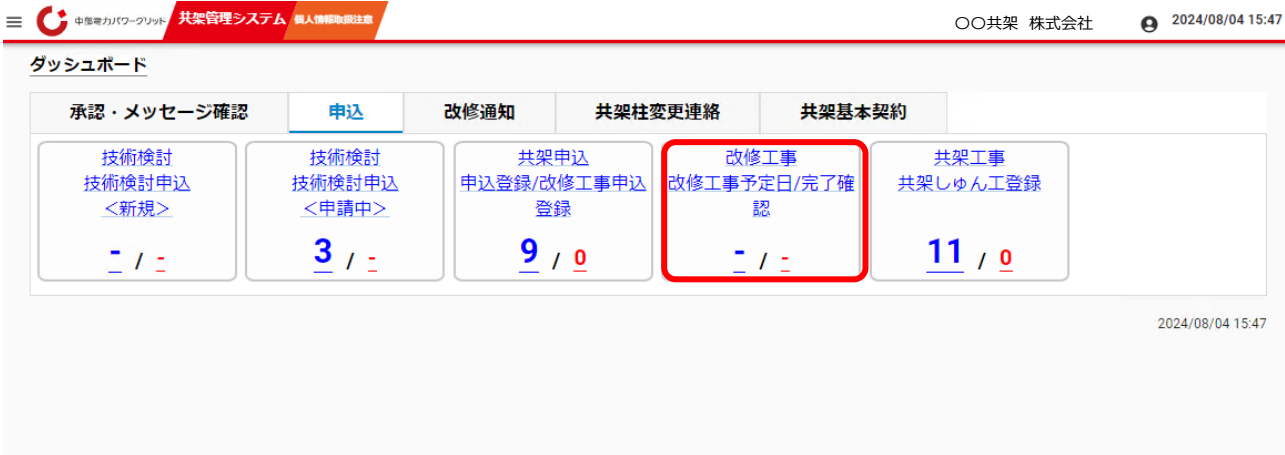 中部電力パワーグリッド 共架管理システム 個人情報取扱注意 〇〇共架 株式会社 2024/08/04 15:47
ダッシュボード
承認・メッセージ確認 申込 改修通知 共架柱変更連絡 共架基本契約
技術検討
技術検討申込
<新規>
- / -
技術検討
技術検討申込
<申請中>
3 / -
共架申込
申込登録/改修工事申込
登録
9 / 0
改修工事
改修工事予定日/完了確
認
- / -
共架工事
共架しゅん工登録
11 / 0
2024/08/04 15:47